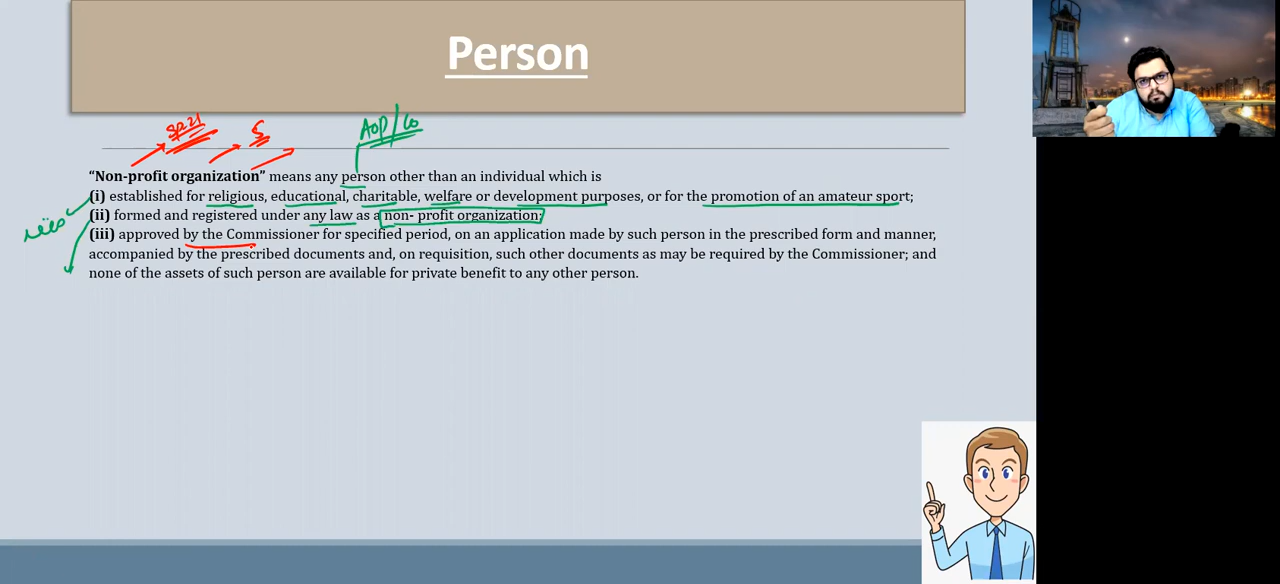 Person
AOP/Co
"Non-profit organization" means any person other than an individual which is
(i) established for religious, educational, charitable, welfare or development purposes, or for the promotion of an amateur sport;
(ii) formed and registered under any law as a non- profit organization;
(iii) approved by the Commissioner for specified period, on an application made by such person in the prescribed form and manner,
accompanied by the prescribed documents and, on requisition, such other documents as may be required by the Commissioner; and
none of the assets of such person are available for private benefit to any other person.